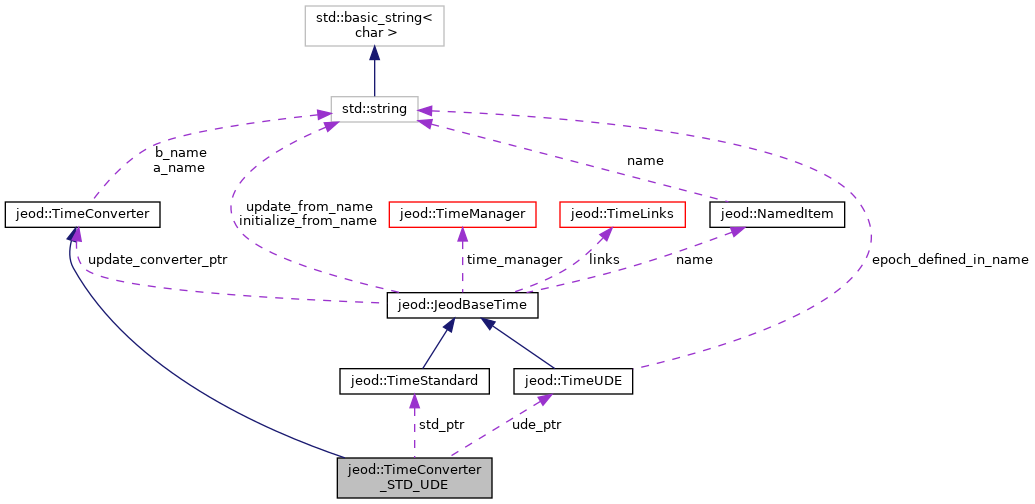 std::basic_string<
char >
std::string
b_name
a_name
name
jeod::TimeConverter
update_from_name
initialize_from_name
jeod::TimeManager
jeod::TimeLinks
jeod::NamedItem
update_converter_ptr
time_manager
links
name
epoch_defined_in_name
jeod::JeodBaseTime
jeod::TimeStandard
jeod::TimeUDE
std_ptr
ude_ptr
jeod::TimeConverter
_STD_UDE